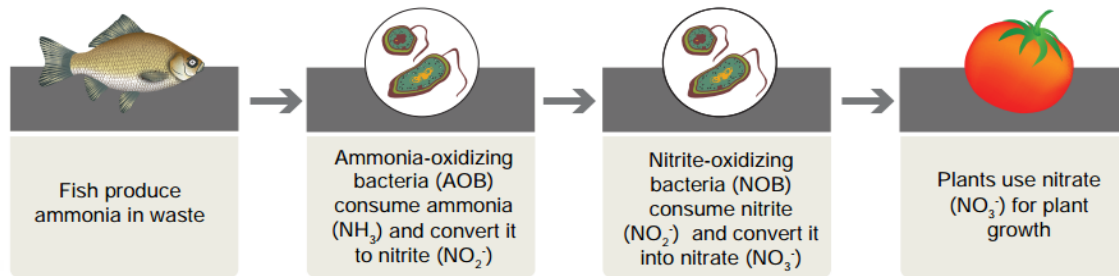 Fish produce
ammonia in waste
Ammonia-oxidizing
bacteria (AOB)
consume ammonia
(NH₃) and convert it
to nitrite (NO₂⁻)
Nitrite-oxidizing
bacteria (NOB)
consume nitrite
(NO₂⁻) and convert it
into nitrate (NO₃⁻)
Plants use nitrate
(NO₃⁻) for plant
growth